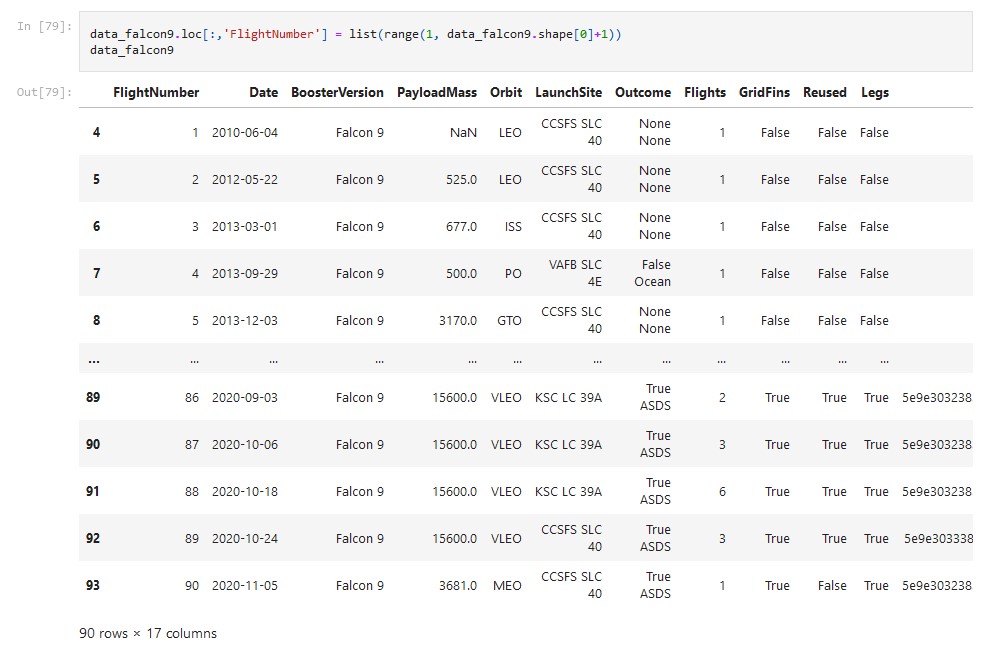 In [79]:
data_falcon9.loc[:,'FlightNumber'] = list(range(1, data_falcon9.shape[0]+1))
data_falcon9
Out[79]:
FlightNumber Date BoosterVersion PayloadMass Orbit LaunchSite Outcome Flights GridFins Reused Legs
4 1 2010-06-04 Falcon 9 NaN LEO CCSFS SLC 40 None None 1 False False False
5 2 2012-05-22 Falcon 9 525.0 LEO CCSFS SLC 40 None None 1 False False False
6 3 2013-03-01 Falcon 9 677.0 ISS CCSFS SLC 40 None None 1 False False False
7 4 2013-09-29 Falcon 9 500.0 PO VAFB SLC 4E False Ocean 1 False False False
8 5 2013-12-03 Falcon 9 3170.0 GTO CCSFS SLC 40 None None 1 False False False
... ... ... ... ... ... ... ... ... ... ... ...
89 86 2020-09-03 Falcon 9 15600.0 VLEO KSC LC 39A True ASDS 2 True True True 5e9e303238
90 87 2020-10-06 Falcon 9 15600.0 VLEO KSC LC 39A True ASDS 3 True True True 5e9e303238
91 88 2020-10-18 Falcon 9 15600.0 VLEO KSC LC 39A True ASDS 6 True True True 5e9e303238
92 89 2020-10-24 Falcon 9 15600.0 VLEO CCSFS SLC 40 True ASDS 3 True True True 5e9e303338
93 90 2020-11-05 Falcon 9 3681.0 MEO CCSFS SLC 40 True ASDS 1 True False True 5e9e303238
90 rows × 17 columns